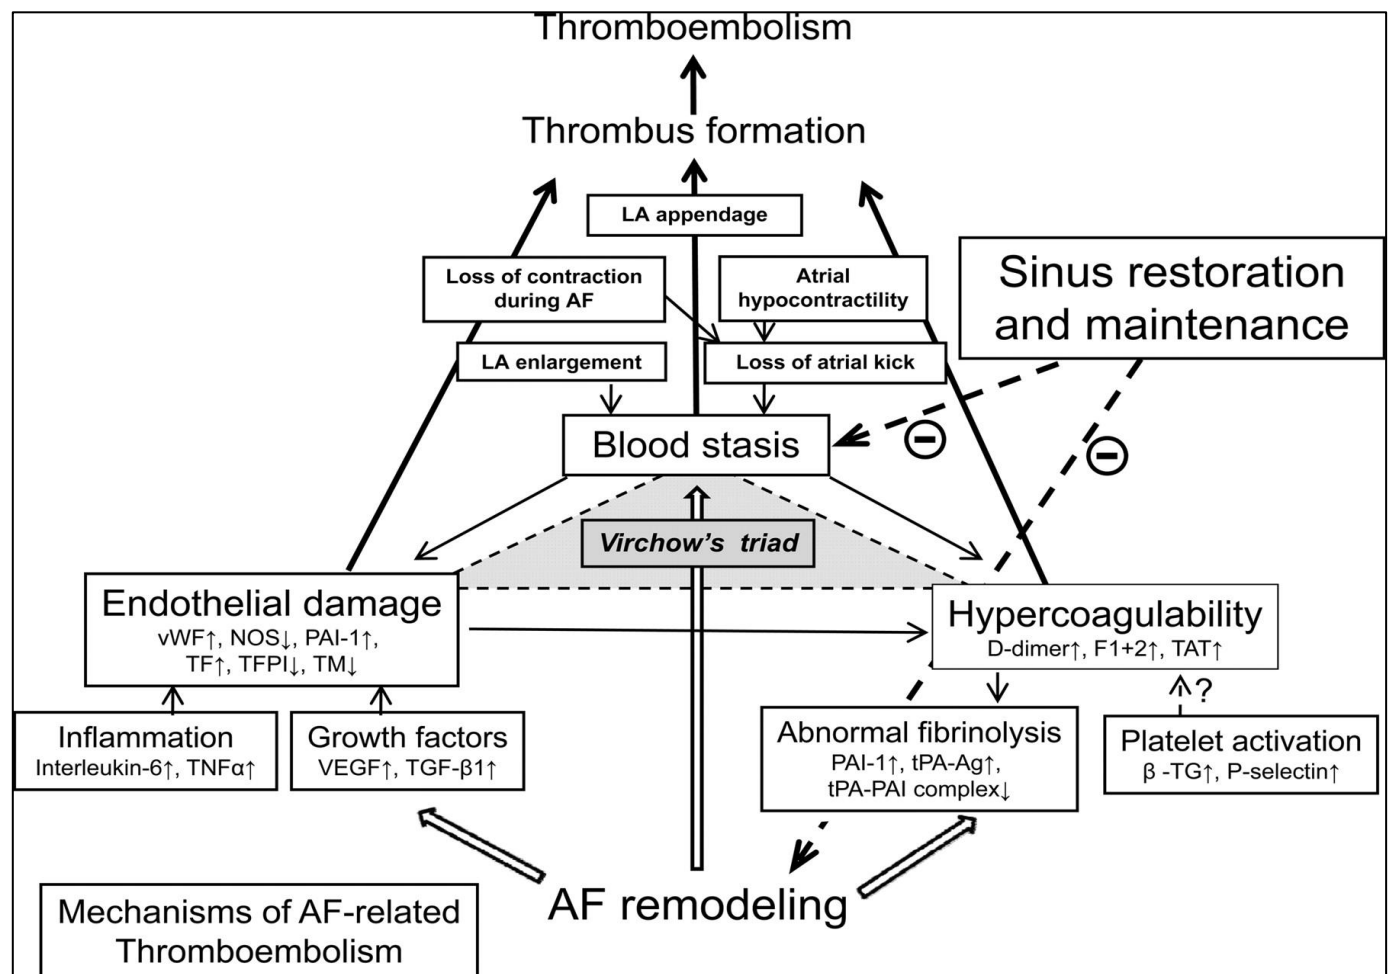 Thromboembolism
Thrombus formation
LA appendage
Loss of contraction
during AF
Atrial
hypocontractility
Sinus restoration
and maintenance
LA enlargement
Loss of atrial kick
Blood stasis
Virchow's triad
Endothelial damage
vWF↑, NOS↓, PAI-1↑,
TF↑, TFPI↓, TM↓
Hypercoagulability
D-dimer↑, F1+2↑, TAT↑
?
Inflammation
Interleukin-6↑, TNFα↑
Growth factors
VEGF↑, TGF-β1↑
Abnormal fibrinolysis
PAI-1↑, tPA-Ag↑,
tPA-PAI complex↓
Platelet activation
β -TG↑, P-selectin↑
AF remodeling
Mechanisms of AF-related
Thromboembolism